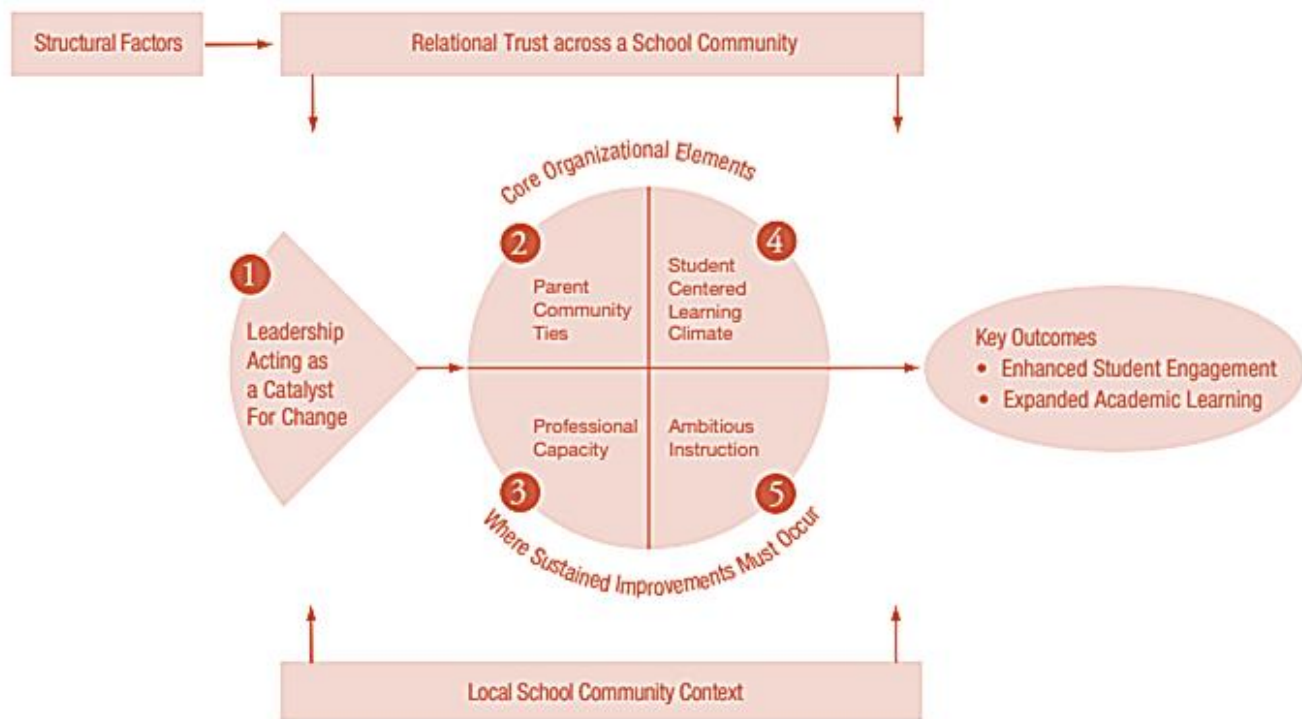 Structural Factors
Relational Trust across a School Community
Core Organizational Elements
1
Leadership
Acting as
a Catalyst
For Change
2
Parent
Community
Ties
4
Student
Centered
Learning
Climate
3
Professional
Capacity
5
Ambitious
Instruction
Where Sustained Improvements Must Occur
Key Outcomes
• Enhanced Student Engagement
• Expanded Academic Learning
Local School Community Context